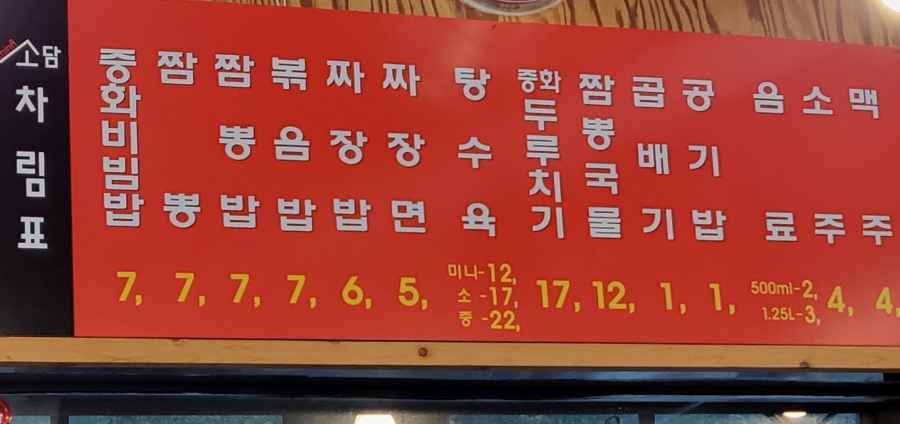 소담
차림표
중화비빔밥 7,
짬뽕 7,
짬뽕밥 7,
볶음밥 7,
짜장밥 6,
짜장면 5,
탕수육
미니-12,
소 -17,
중 -22,
중화두루치기 17,
짬뽕국물 12,
곱배기 1,
공기밥 1,
음료
500ml-2,
1.25L-3,
소주 4,
맥주 4,